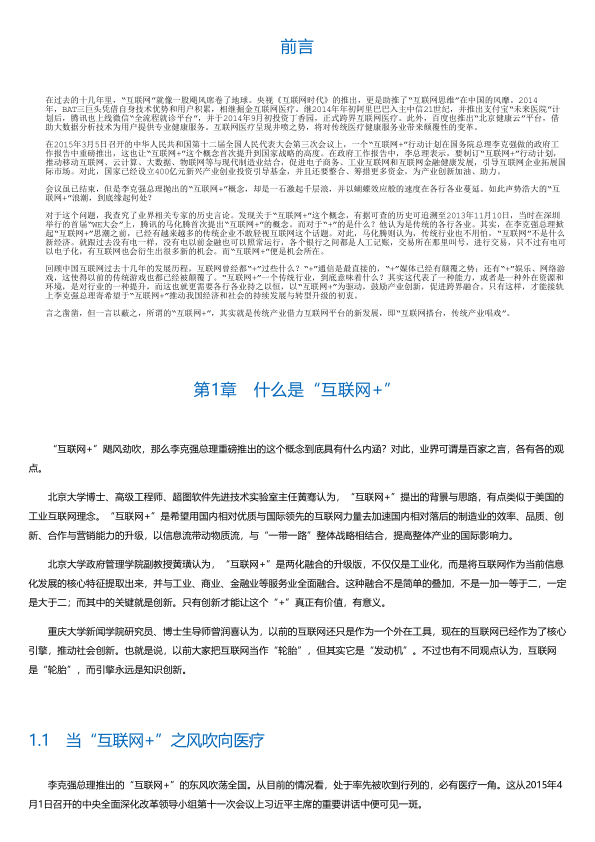 前言
在过去的十几年里，“互联网”就像一股飓风席卷了地球。央视《互联网时代》的推出，更是助推了“互联网思维”在中国的风靡。2014
年，BAT三巨头凭借自身技术优势和用户积累，相继掘金互联网医疗。继2014年年初阿里巴巴入主中信21世纪，并推出支付宝“未来医院”计
划后，腾讯也上线微信“全流程就诊平台”，并于2014年9月初投资丁香园，正式跨界互联网医疗。此外，百度也推出“北京健康云”平台，借
助大数据分析技术为用户提供专业健康服务。互联网医疗呈现井喷之势，将对传统医疗健康服务业带来颠覆性的变革。
在2015年3月5日召开的中华人民共和国第十二届全国人民代表大会第三次会议上，一个“互联网+”行动计划在国务院总理李克强做的政府工
作报告中重磅推出，这也让“互联网+”这个概念首次提升到国家战略的高度。在政府工作报告中，李总理表示，要制订“互联网+”行动计划，
推动移动互联网、云计算、大数据、物联网等与现代制造业结合，促进电子商务、工业互联网和互联网金融健康发展，引导互联网企业拓展国
际市场。对此，国家已经设立400亿元新兴产业创业投资引导基金，并且还要整合、筹措更多资金，为产业创新加油、助力。
会议虽已结束，但是李克强总理抛出的“互联网+”概念，却是一石激起千层浪，并以蝴蝶效应般的速度在各行各业蔓延。如此声势浩大的“互
联网+”浪潮，到底缘起何处？
对于这个问题，我查究了业界相关专家的历史言论。发现关于“互联网+”这个概念，有据可查的历史可追溯至2013年11月10日，当时在深圳
举行的首届“WE大会”上，腾讯的马化腾首次提出“互联网+”的概念。而对于“+”的是什么？他认为是传统的各行各业。其实，在李克强总理掀
起“互联网+”思潮之前，已经有越来越多的传统企业不敢轻视互联网这个话题。对此，马化腾则认为，传统行业也不用怕，“互联网”不是什么
新经济。就跟过去没有电一样，没有电以前金融也可以照常运行，各个银行之间都是人工记账，交易所在那里叫号，进行交易，只不过有电可
以电子化，有互联网也会衍生出很多新的机会。而“互联网+”便是机会所在。
回顾中国互联网过去十几年的发展历程。互联网曾经都“+”过些什么？“+”通信是最直接的，“+”媒体已经有颠覆之势；还有“+”娱乐、网络游
戏，这使得以前的传统游戏也都已经被颠覆了。“互联网+”一个传统行业，到底意味着什么？其实这代表了一种能力，或者是一种外在资源和
环境，是对行业的一种提升，而这也就更需要各行各业持之以恒，以“互联网+”为驱动，鼓励产业创新，促进跨界融合。只有这样，才能接轨
上李克强总理寄希望于“互联网+”推动我国经济和社会的持续发展与转型升级的初衷。
言之凿凿，但一言以蔽之，所谓的“互联网+”，其实就是传统产业借力互联网平台的新发展，即“互联网搭台，传统产业唱戏”。
第1章　什么是“互联网+”
“互联网+”飓风劲吹，那么李克强总理重磅推出的这个概念到底具有什么内涵？对此，业界可谓是百家之言，各有各的观
点。
北京大学博士、高级工程师、超图软件先进技术实验室主任黄骞认为，“互联网+”提出的背景与思路，有点类似于美国的
工业互联网理念。“互联网+”是希望用国内相对优质与国际领先的互联网力量去加速国内相对落后的制造业的效率、品质、创
新、合作与营销能力的升级，以信息流带动物质流，与“一带一路”整体战略相结合，提高整体产业的国际影响力。
北京大学政府管理学院副教授黄璜认为，“互联网+”是两化融合的升级版，不仅仅是工业化，而是将互联网作为当前信息
化发展的核心特征提取出来，并与工业、商业、金融业等服务业全面融合。这种融合不是简单的叠加，不是一加一等于二，一定
是大于二；而其中的关键就是创新。只有创新才能让这个“+”真正有价值，有意义。
重庆大学新闻学院研究员、博士生导师曾润喜认为，以前的互联网还只是作为一个外在工具，现在的互联网已经作为了核心
引擎，推动社会创新。也就是说，以前大家把互联网当作“轮胎”，但其实它是“发动机”。不过也有不同观点认为，互联网
是“轮胎”，而引擎永远是知识创新。
1.1　当“互联网+”之风吹向医疗
李克强总理推出的“互联网+”的东风吹荡全国。从目前的情况看，处于率先被吹到行列的，必有医疗一角。这从2015年4
月1日召开的中央全面深化改革领导小组第十一次会议上习近平主席的重要讲话中便可见一斑。